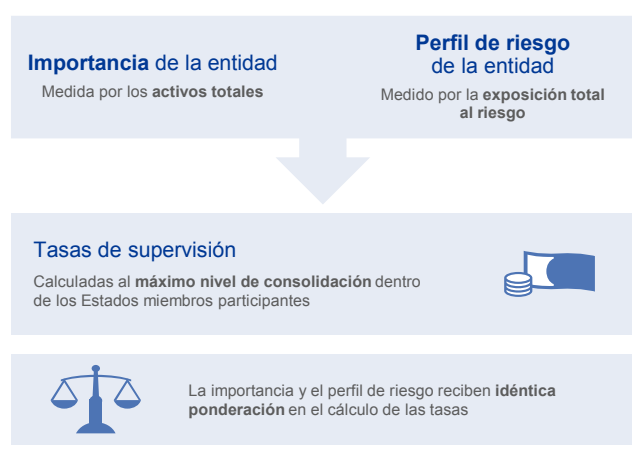 Importancia de la entidad
Medida por los activos totales
Perfil de riesgo
de la entidad
Medido por la exposición total
al riesgo
Tasas de supervisión
Calculadas al máximo nivel de consolidación dentro
de los Estados miembros participantes
La importancia y el perfil de riesgo reciben idéntica
ponderación en el cálculo de las tasas